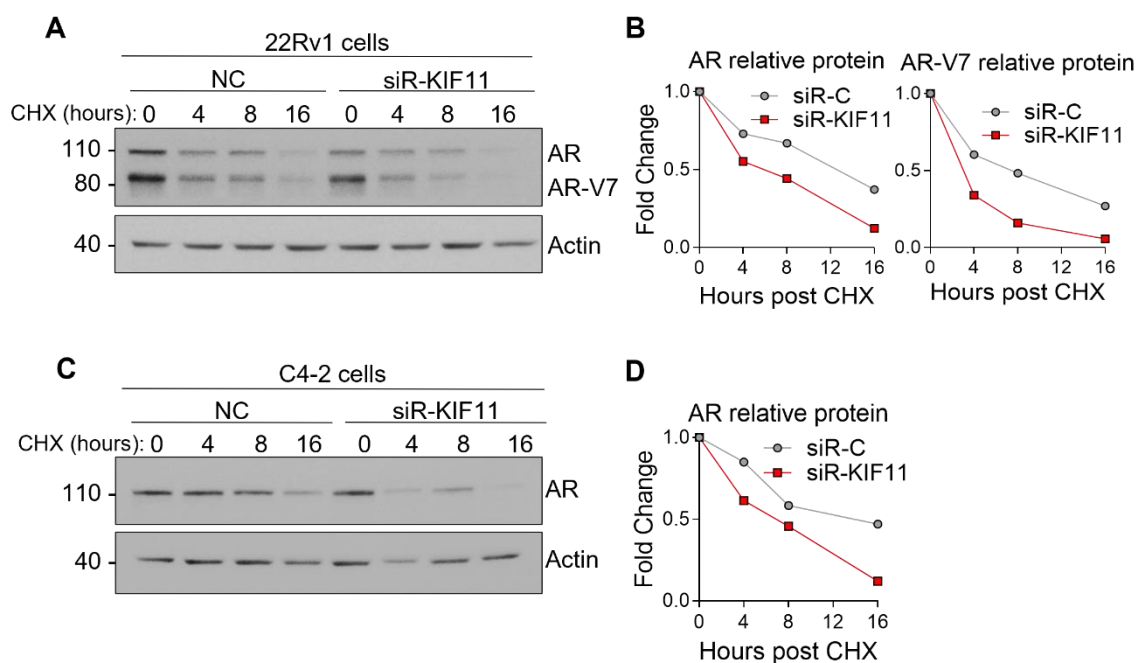 A
22Rv1 cells
NC siR-KIF11
CHX (hours): 0 4 8 16 0 4 8 16
110 AR
80 AR-V7
40 Actin
B
AR relative protein
siR-C
siR-KIF11
Fold Change
1.0
0.5
0.0
0 4 8 12 16
Hours post CHX
AR-V7 relative protein
siR-C
siR-KIF11
1.0
0.5
0.0
0 4 8 12 16
Hours post CHX
C
C4-2 cells
NC siR-KIF11
CHX (hours): 0 4 8 16 0 4 8 16
110 AR
40 Actin
D
AR relative protein
siR-C
siR-KIF11
Fold Change
1.0
0.5
0.0
0 4 8 12 16
Hours post CHX